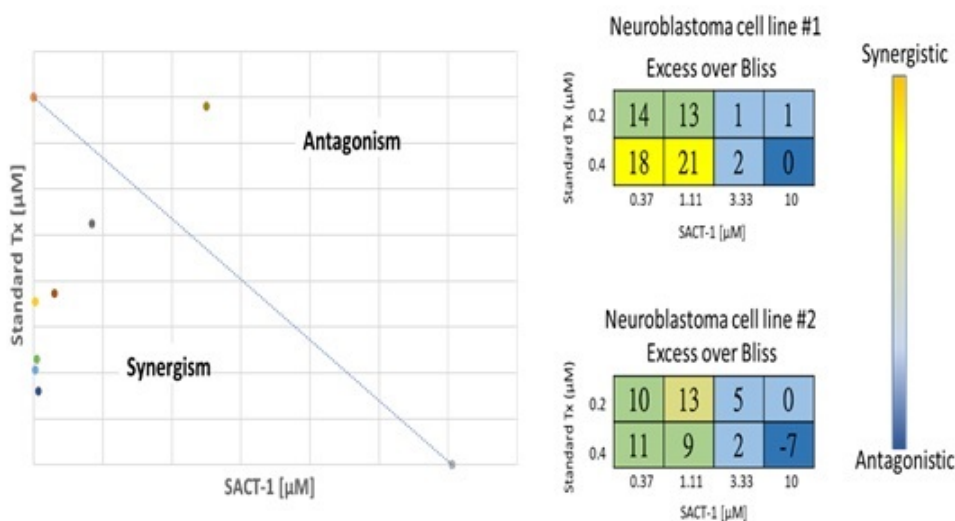 Standard Tx [µM]
Antagonism
Synergism
SACT-1 [µM]
Neuroblastoma cell line #1
Excess over Bliss
Standard Tx (µM)
0.2 14 13 1 1
0.4 18 21 2 0
0.37 1.11 3.33 10
SACT-1 [µM]
Neuroblastoma cell line #2
Excess over Bliss
Standard Tx (µM)
0.2 10 13 5 0
0.4 11 9 2 -7
0.37 1.11 3.33 10
SACT-1 [µM]
Synergistic
Antagonistic